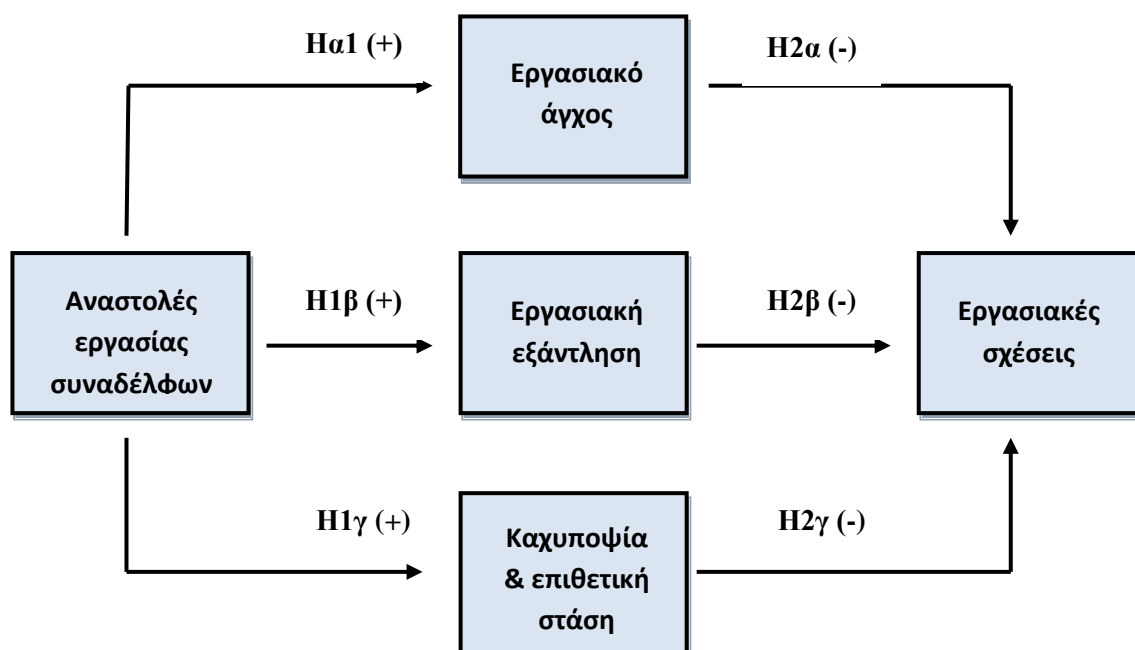 Ηα1 (+)
Εργασιακό
άγχος
Η2α (-)
Αναστολές
εργασίας
συναδέλφων
Η1β (+)
Εργασιακή
εξάντληση
Η2β (-)
Εργασιακές
σχέσεις
Η1γ (+)
Καχυποψία
& επιθετική
στάση
Η2γ (-)